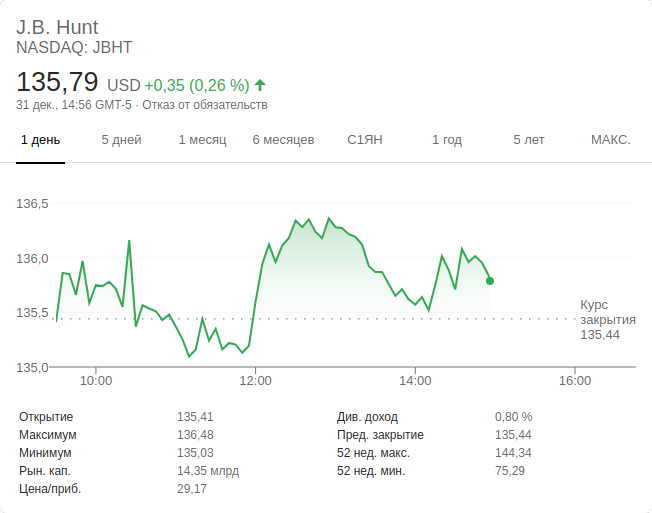 J.B. Hunt
NASDAQ: JBHT
135,79 USD +0,35 (0,26 %)
31 дек., 14:56 GMT-5 · Отказ от обязательств
1 день 5 дней 1 месяц 6 месяцев С1ЯН 1 год 5 лет МАКС.
136,5
136,0
135,5
135,0
Курс
закрытия
135,44
10:00 12:00 14:00 16:00
Открытие 135,41 Див. доход 0,80 %
Максимум 136,48 Пред. закрытие 135,44
Минимум 135,03 52 нед. макс. 144,34
Рын. кап. 14,35 млрд 52 нед. мин. 75,29
Цена/приб. 29,17